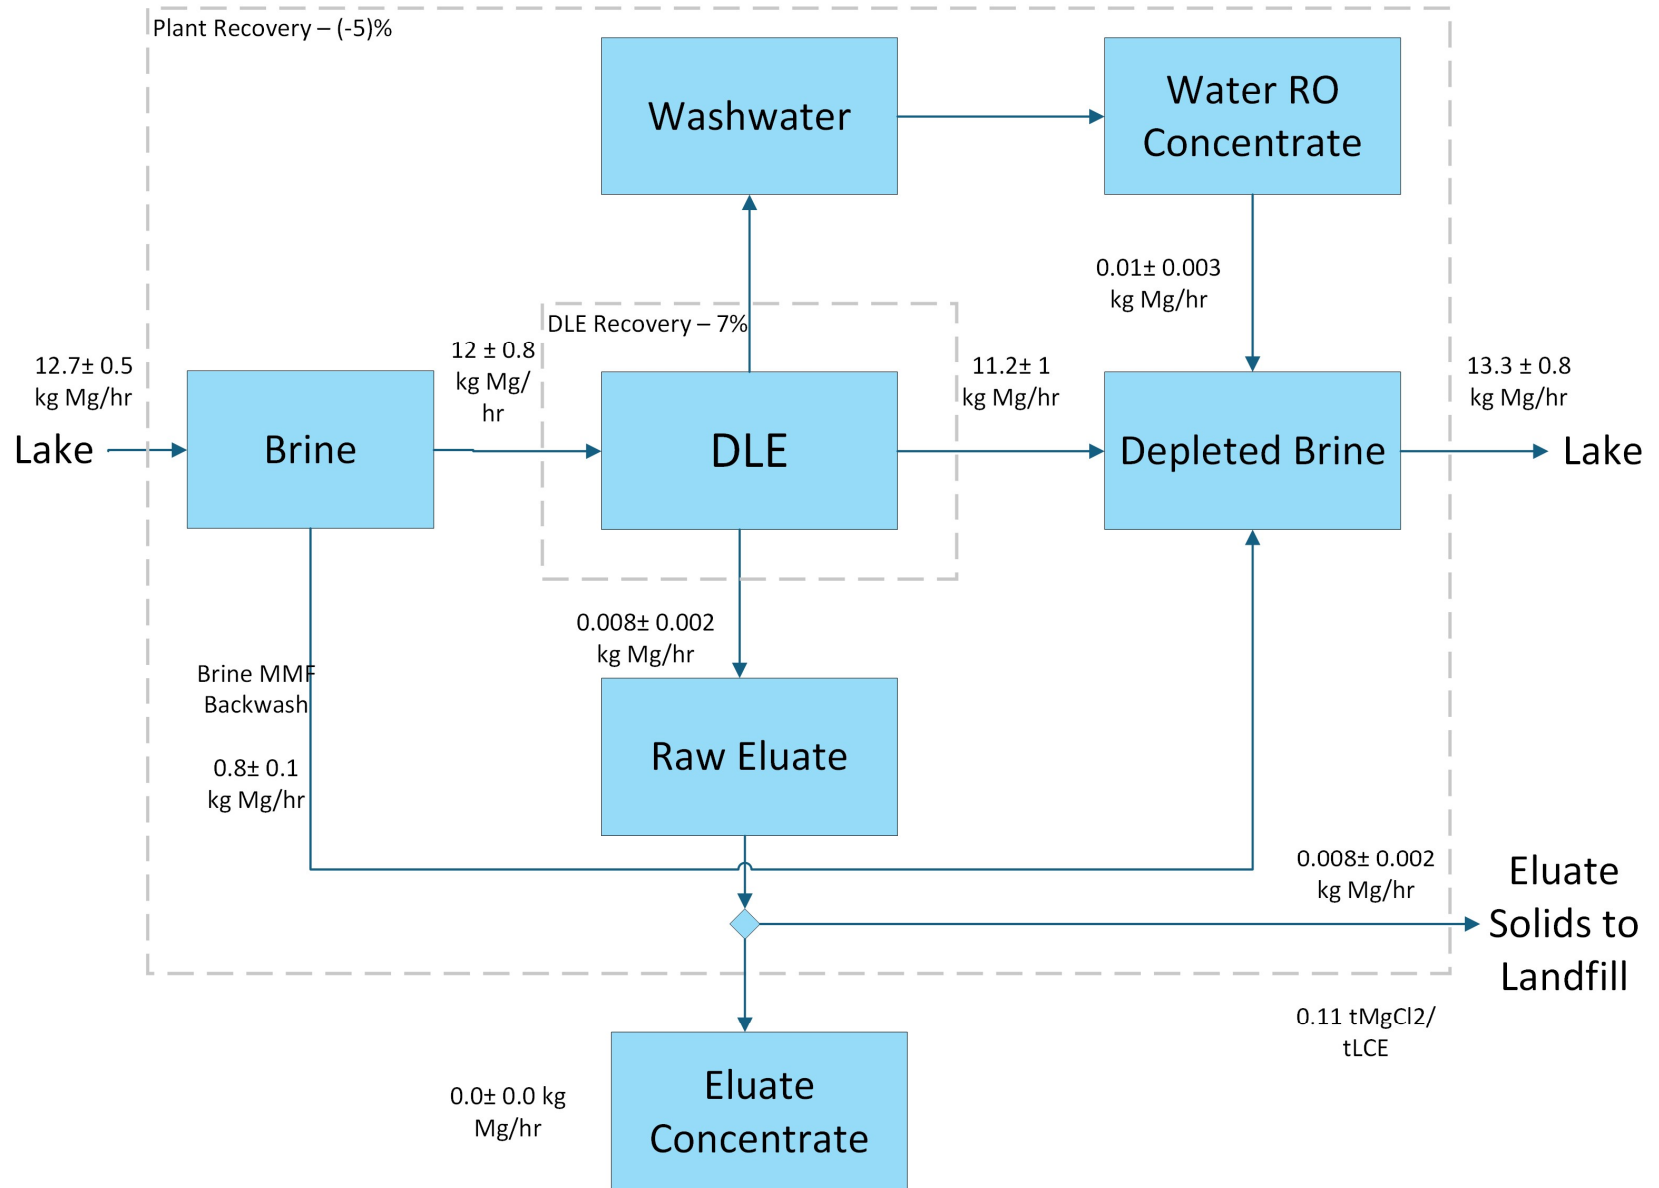 Plant Recovery – (-5)%
Washwater
Water RO
Concentrate
0.01± 0.003
kg Mg/hr
DLE Recovery – 7%
12.7± 0.5
kg Mg/hr
Lake
Brine
12 ± 0.8
kg Mg/
hr
DLE
11.2± 1
kg Mg/hr
Depleted Brine
13.3 ± 0.8
kg Mg/hr
Lake
0.008± 0.002
kg Mg/hr
Brine MMF
Backwash
0.8± 0.1
kg Mg/hr
Raw Eluate
0.008± 0.002
kg Mg/hr
Eluate
Solids to
Landfill
0.11 tMgCl2/
tLCE
0.0± 0.0 kg
Mg/hr
Eluate
Concentrate